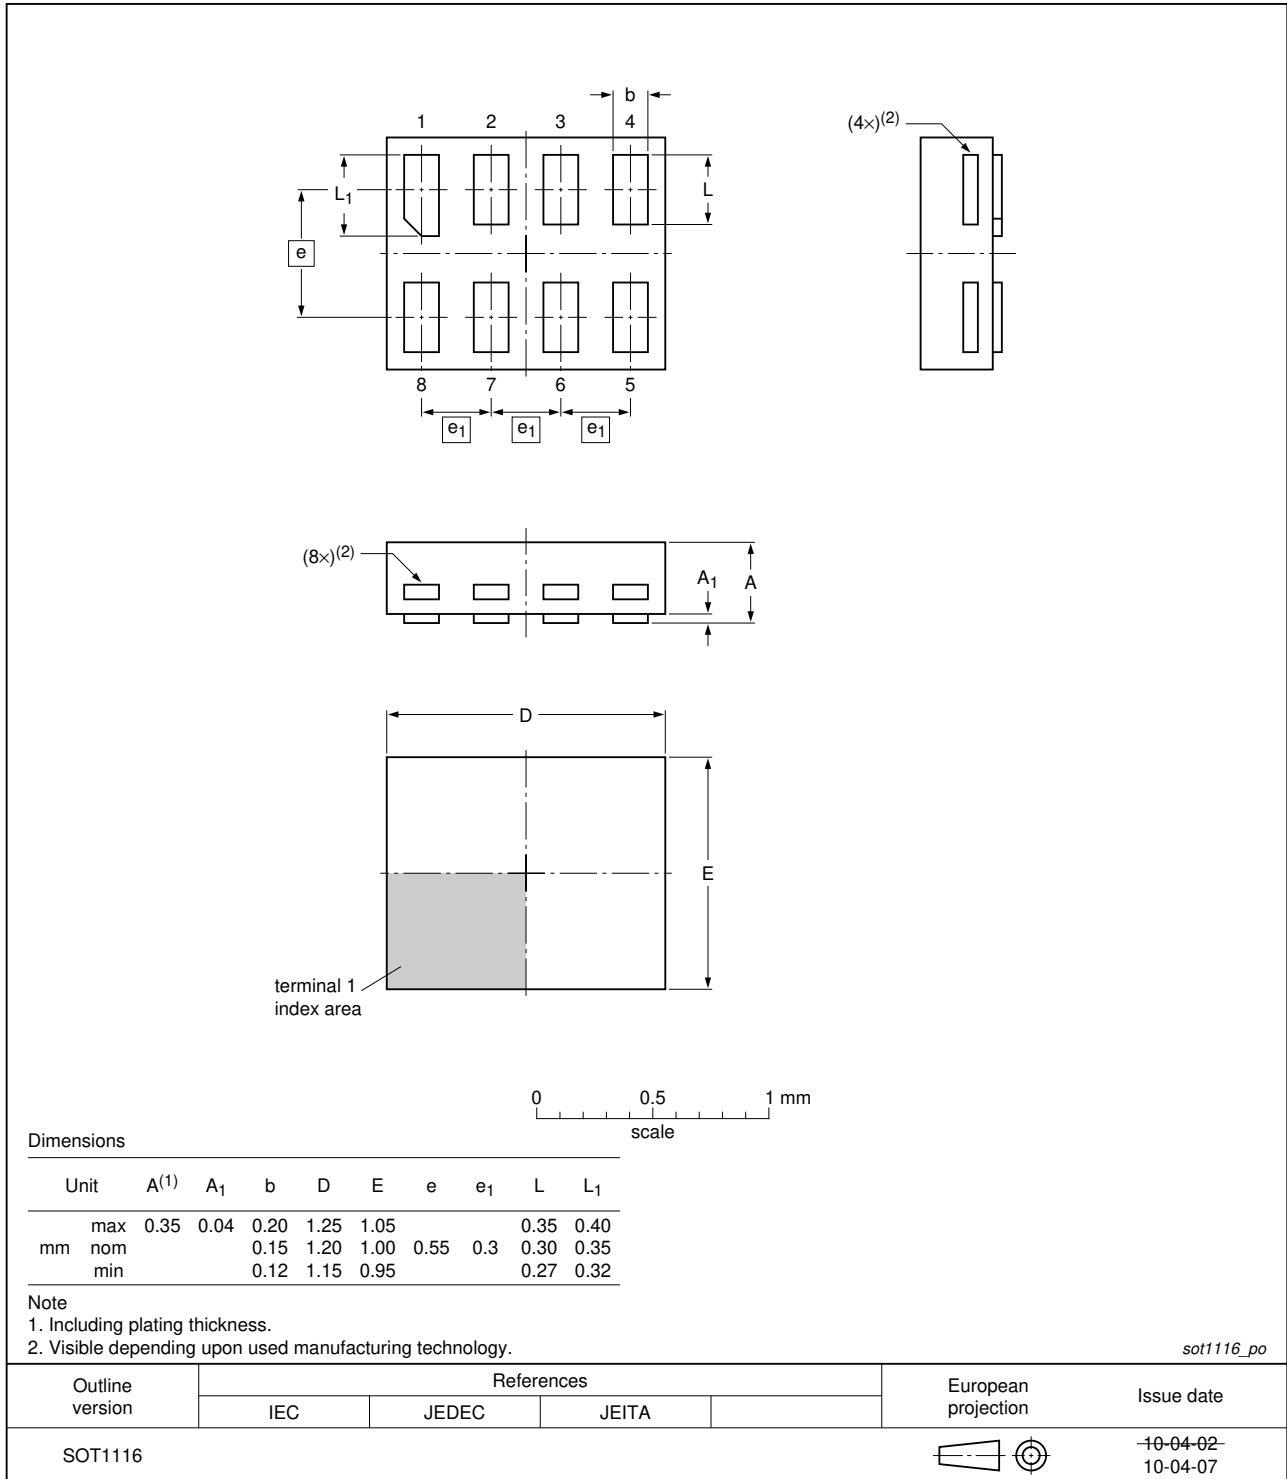 b
1 2 3 4
(4×)(2)
L1
L
e
8 7 6 5
e1 e1 e1
(8×)(2)
A1
A
D
E
terminal 1
index area
0 0.5 1 mm
scale
Dimensions
Unit A(1) A1 b D E e e1 L L1
max 0.35 0.04 0.20 1.25 1.05 0.35 0.40
mm nom 0.15 1.20 1.00 0.55 0.3 0.30 0.35
min 0.12 1.15 0.95 0.27 0.32
Note
1. Including plating thickness.
2. Visible depending upon used manufacturing technology.
sot1116_po
Outline
version
References
IEC JEDEC JEITA
European
projection
Issue date
SOT1116
10-04-02
10-04-07